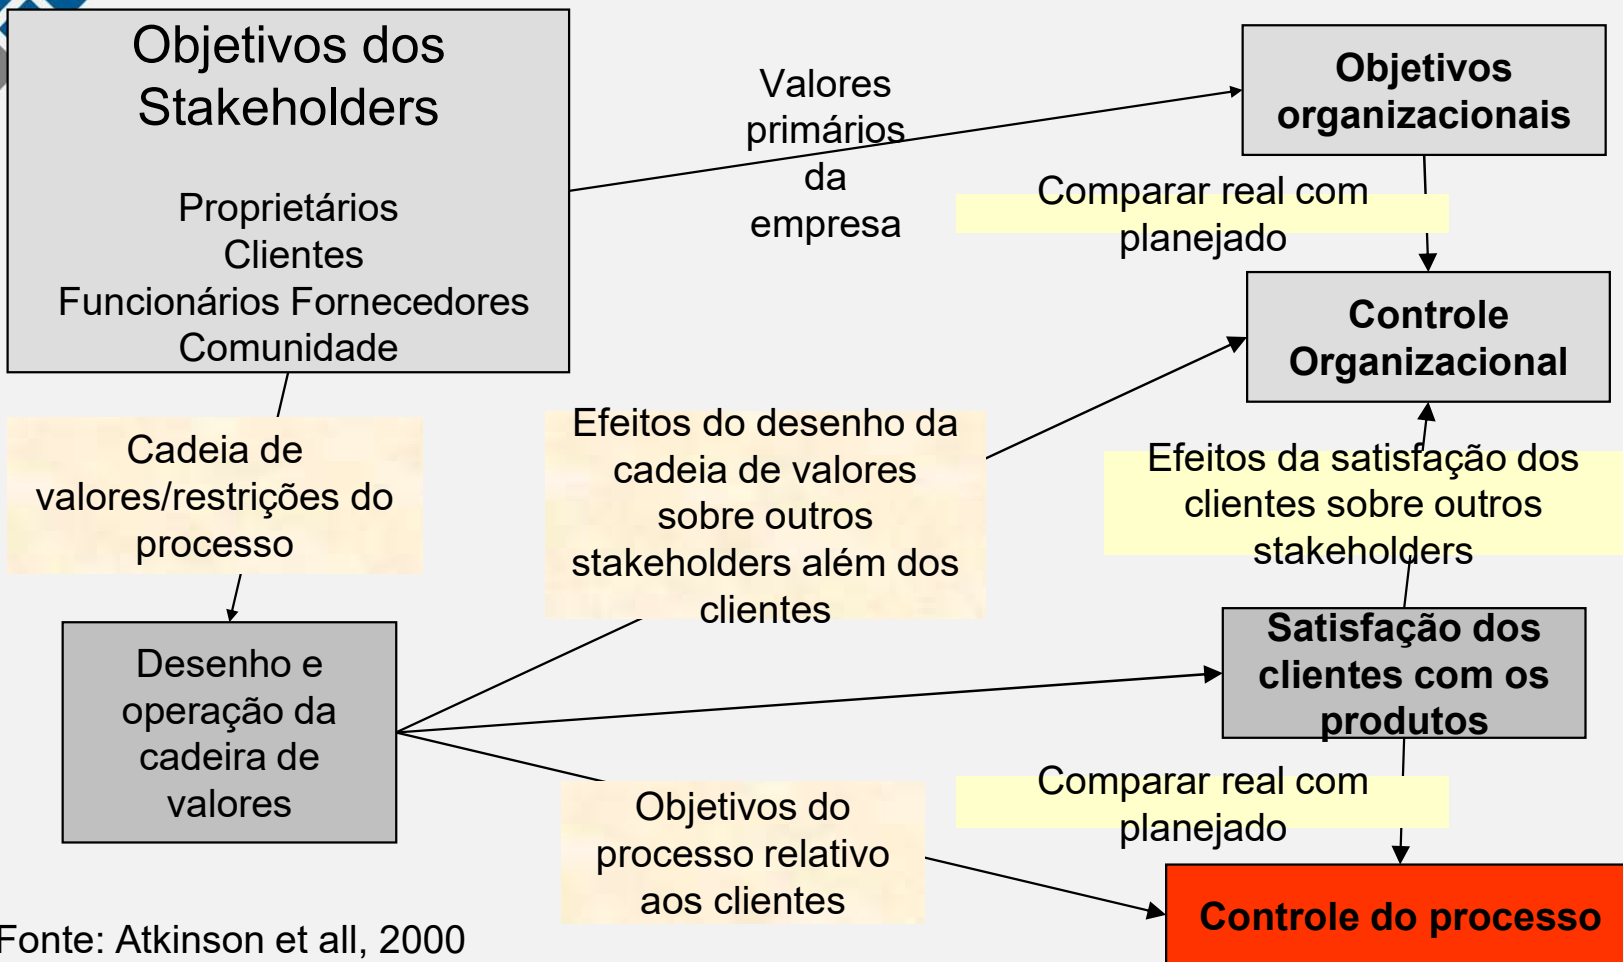 Objetivos dos
Stakeholders
Proprietários
Clientes
Funcionários Fornecedores
Comunidade
Valores
primários
da
empresa
Objetivos
organizacionais
Comparar real com
planejado
Controle
Organizacional
Cadeia de
valores/restrições do
processo
Efeitos do desenho da
cadeia de valores
sobre outros
stakeholders além dos
clientes
Efeitos da satisfação dos
clientes sobre outros
stakeholders
Desenho e
operação da
cadeira de
valores
Satisfação dos
clientes com os
produtos
Objetivos do
processo relativo
aos clientes
Comparar real com
planejado
Controle do processo
Fonte: Atkinson et all, 2000